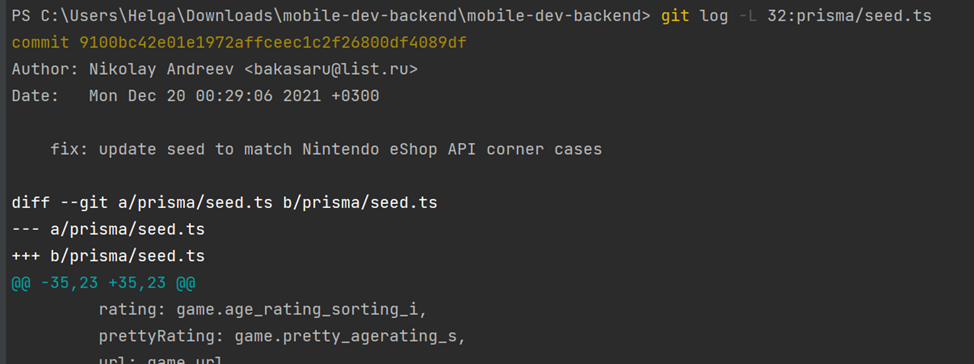 PS C:\Users\Helga\Downloads\mobile-dev-backend\mobile-dev-backend> git log -L 32:prisma/seed.ts
commit 9100bc42e01e1972affceec1c2f26800df4089df
Author: Nikolay Andreev <bakasaru@list.ru>
Date:   Mon Dec 20 00:29:06 2021 +0300
    fix: update seed to match Nintendo eShop API corner cases
diff --git a/prisma/seed.ts b/prisma/seed.ts
--- a/prisma/seed.ts
+++ b/prisma/seed.ts
@@ -35,23 +35,23 @@
         rating: game.age_rating_sorting_i,
         prettyRating: game.pretty_agerating_s,
         url: game.url